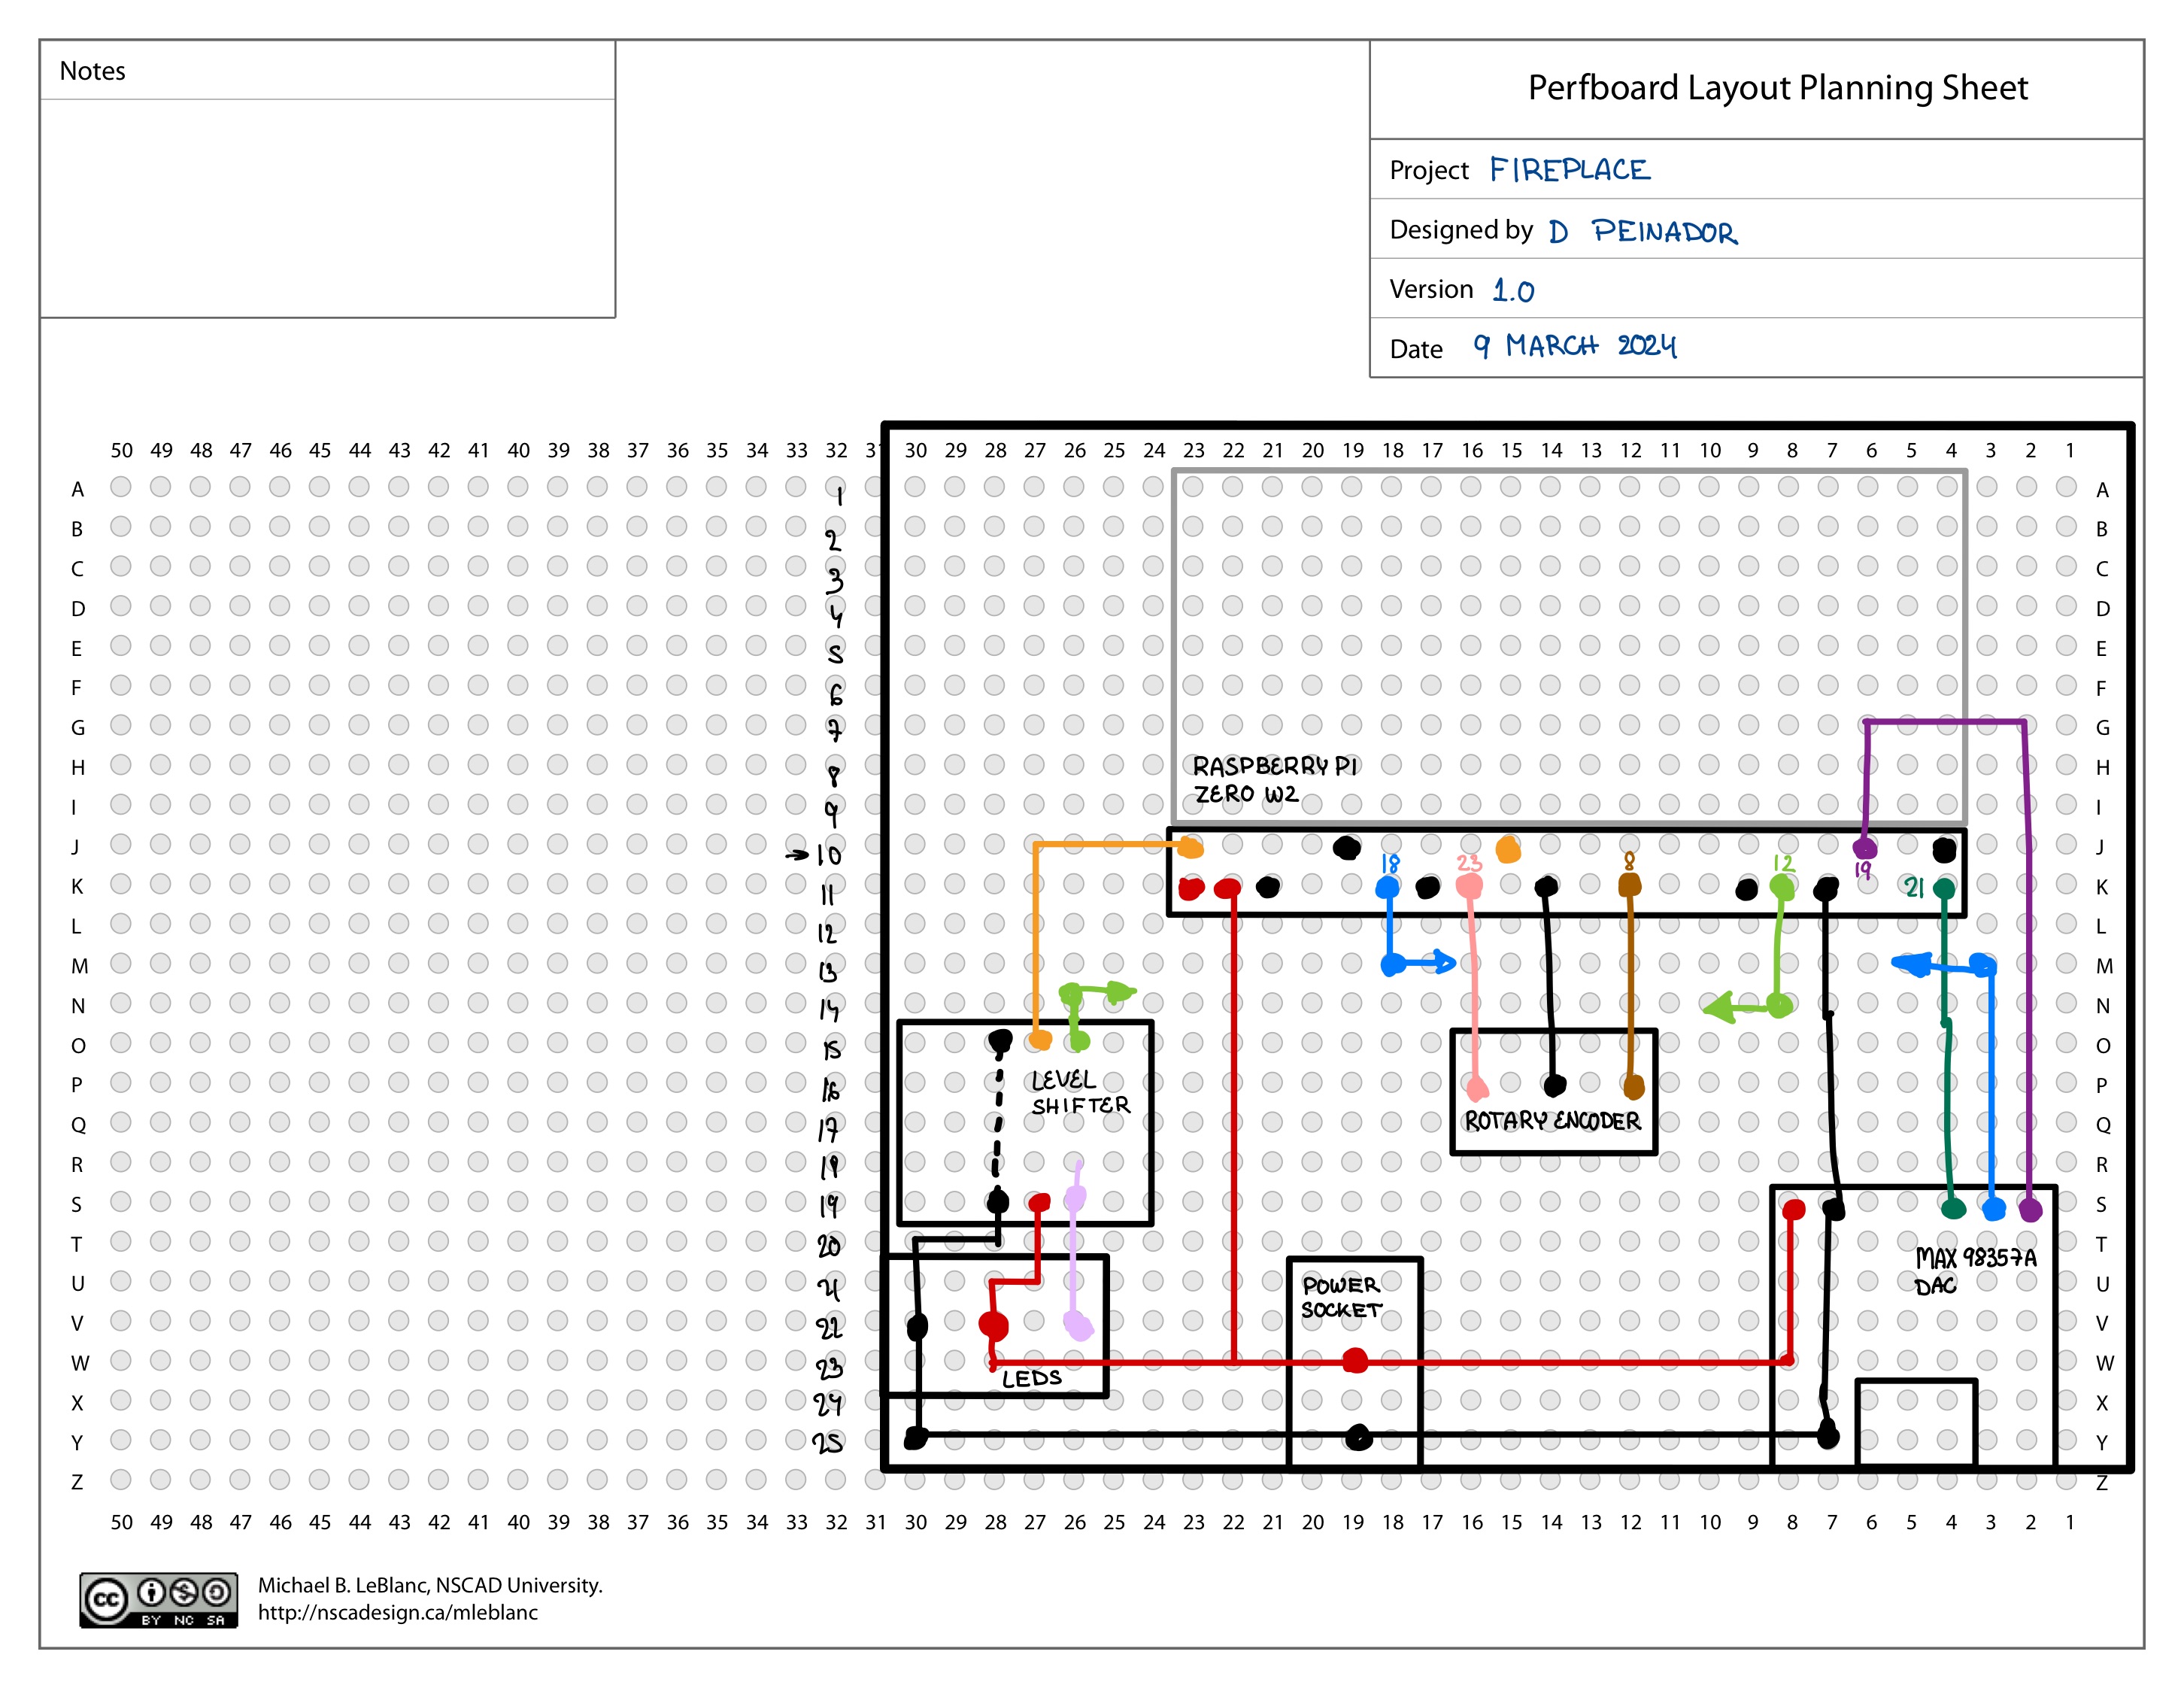 Notes
Perfboard Layout Planning Sheet
Project FIREPLACE
Designed by D PEINADOR
Version 1.0
Date 9 MARCH 2024
50 49 48 47 46 45 44 43 42 41 40 39 38 37 36 35 34 33 32 31 30 29 28 27 26 25 24 23 22 21 20 19 18 17 16 15 14 13 12 11 10 9 8 7 6 5 4 3 2 1
A 1 A
B 2 B
C 3 C
D 4 D
E 5 E
F 6 F
G 7 G
H 8 RASPBERRY PI H
I 9 ZERO W2 I
J → 10 J
18 23 8 12 19
K 11 21 K
L 12 L
M 13 M
N 14 N
O 15 O
P 16 LEVEL P
SHIFTER
Q 17 ROTARY ENCODER Q
R 18 R
S 19 S
T 20 MAX 98357A T
U 21 POWER DAC U
SOCKET
V 22 V
W 23 W
LEDS
X 24 X
Y 25 Y
Z Z
50 49 48 47 46 45 44 43 42 41 40 39 38 37 36 35 34 33 32 31 30 29 28 27 26 25 24 23 22 21 20 19 18 17 16 15 14 13 12 11 10 9 8 7 6 5 4 3 2 1
cc BY NC SA
Michael B. LeBlanc, NSCAD University.
http://nscadesign.ca/mleblanc